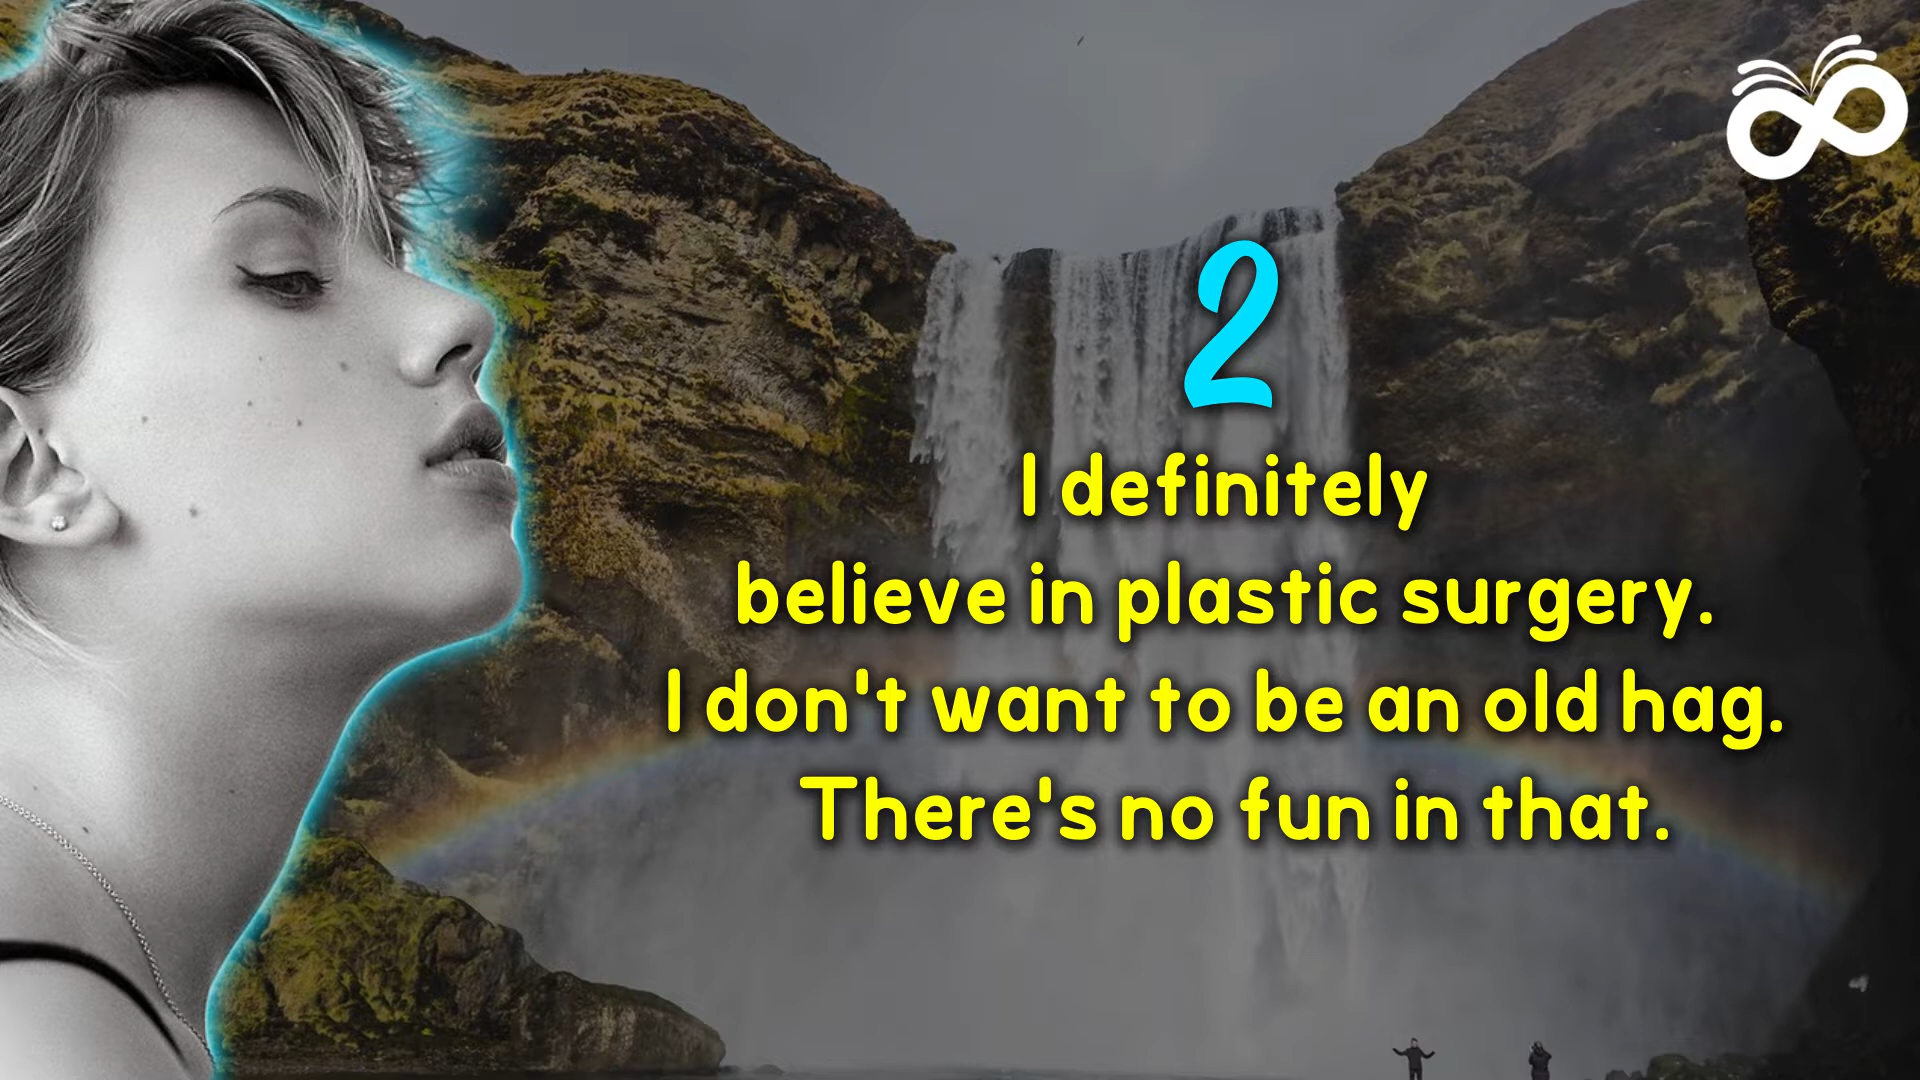 2
I definitely
believe in plastic surgery.
I don't want to be an old hag.
There's no fun in that.